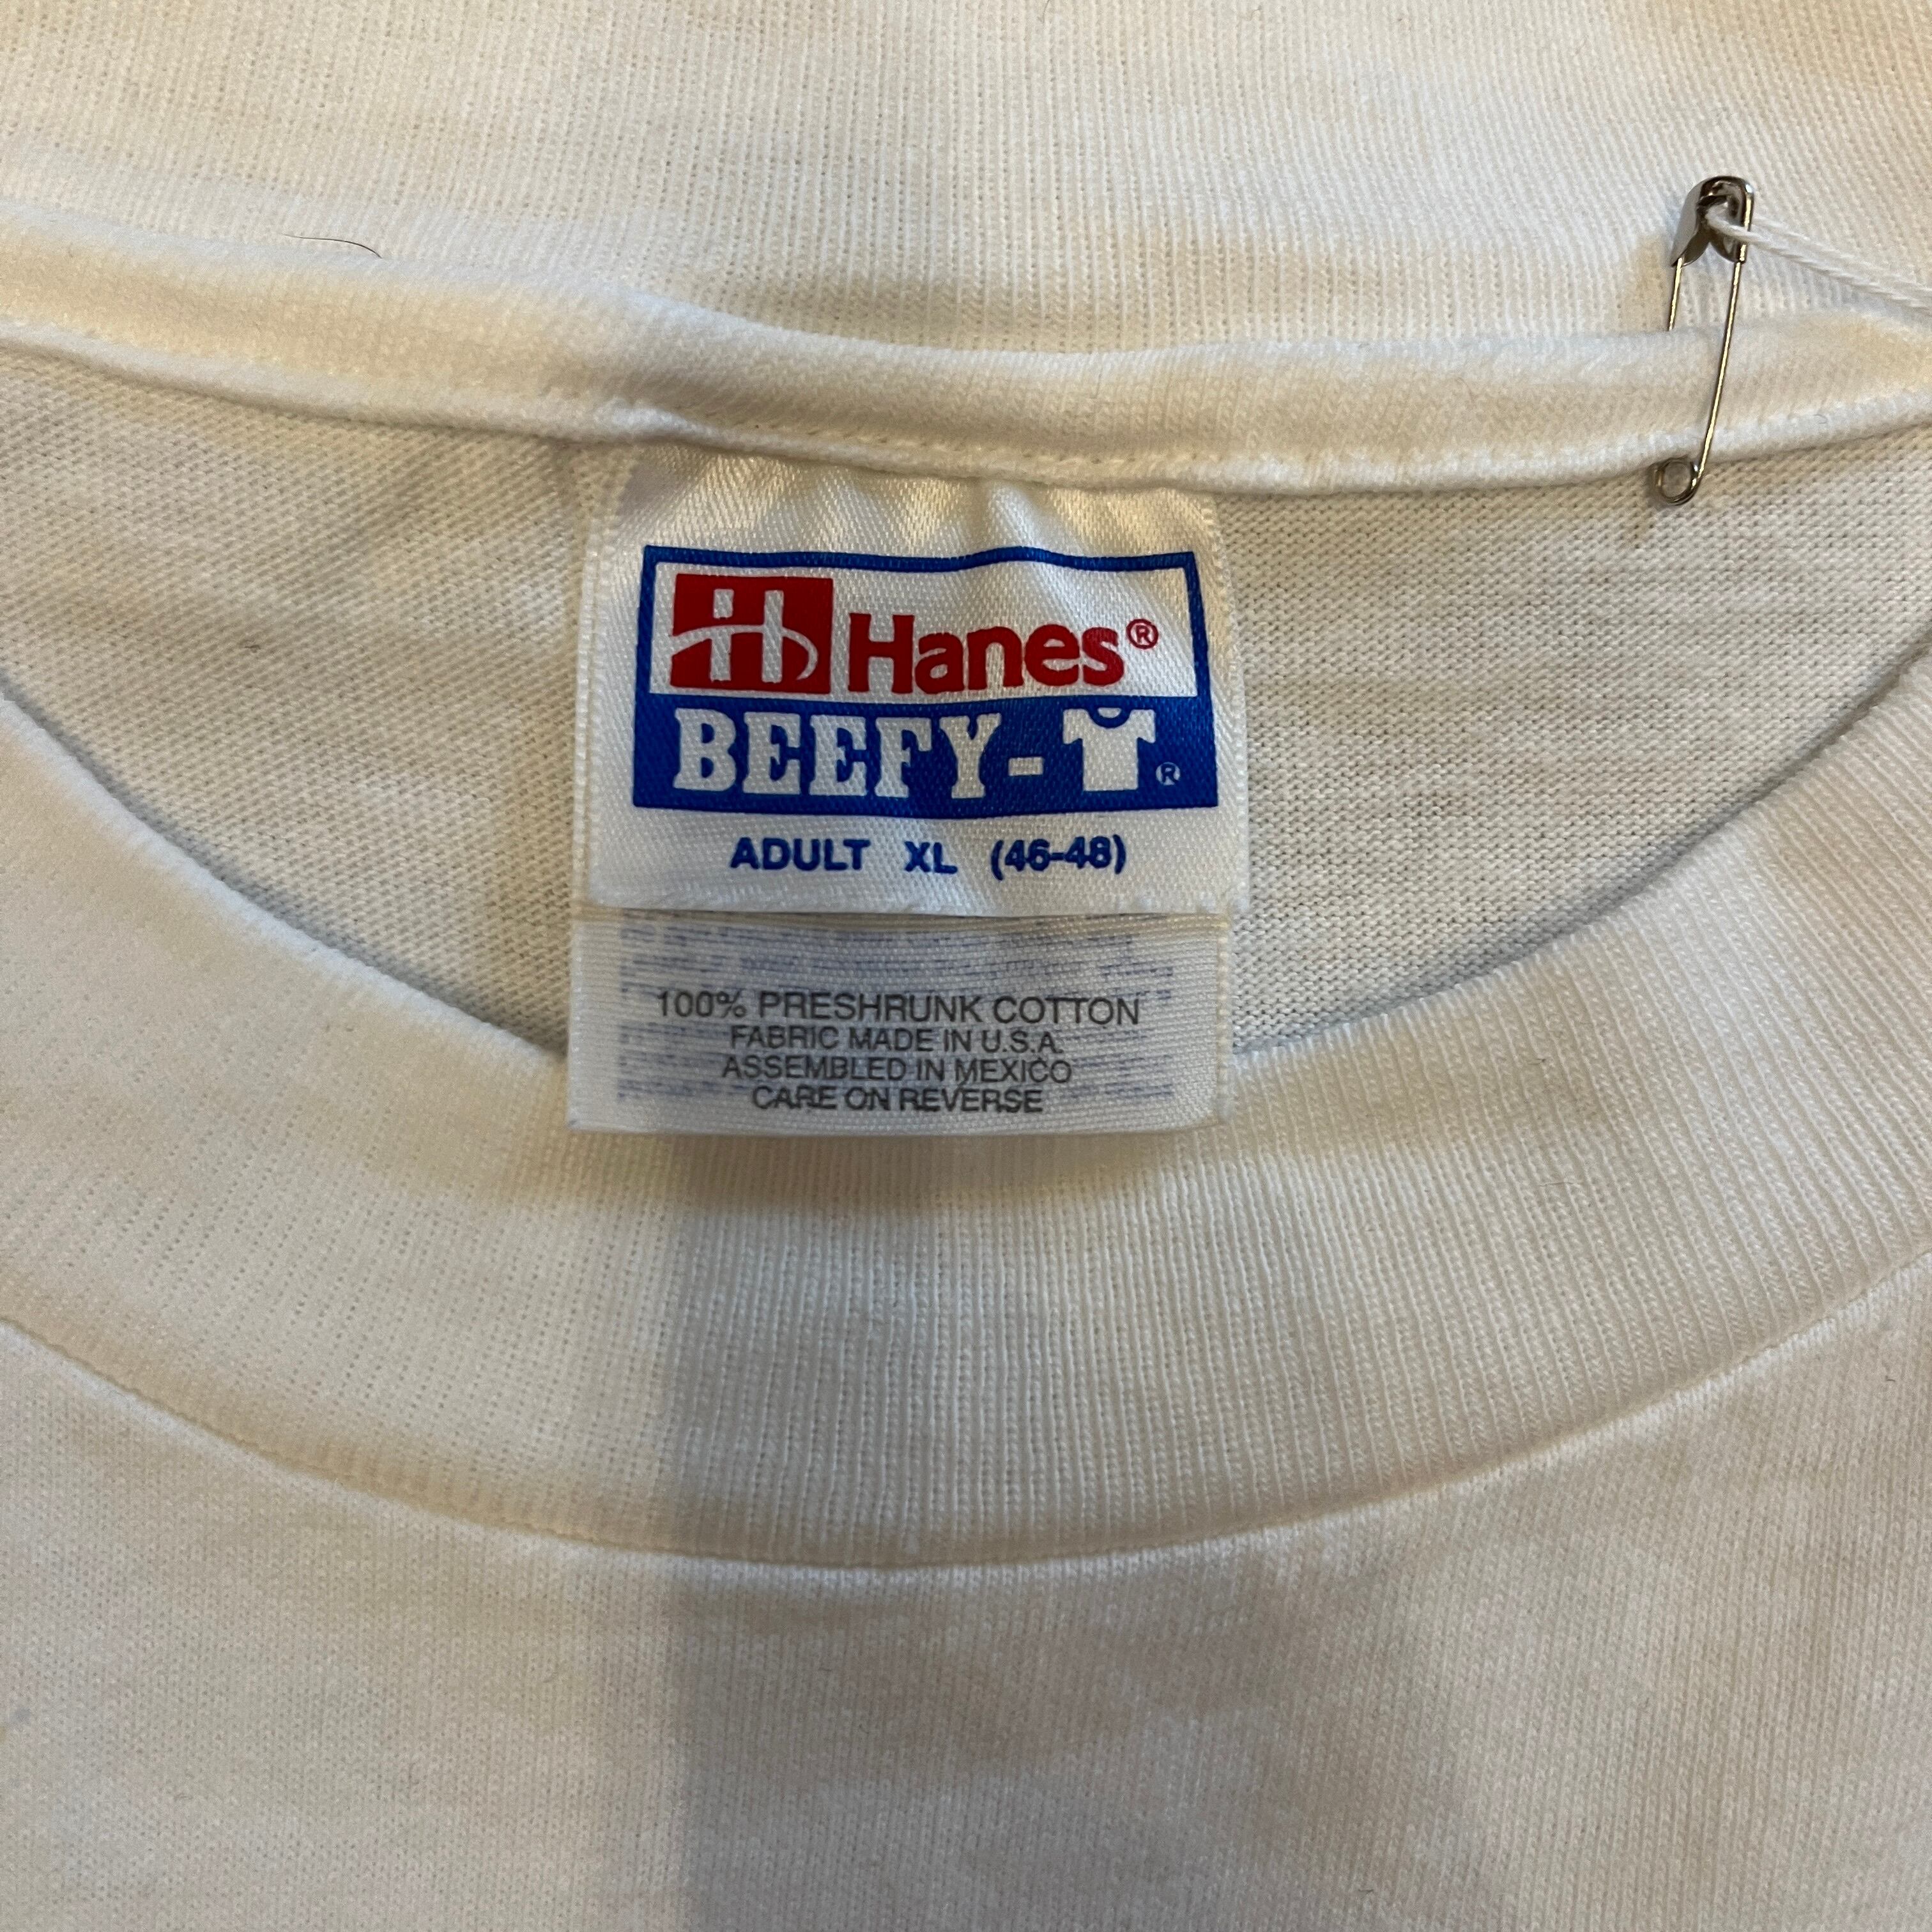 H Hanes®
BEEFY-T®
ADULT XL (46-48)
100% PRESHRUNK COTTON
FABRIC MADE IN U.S.A.
ASSEMBLED IN MEXICO
CARE ON REVERSE